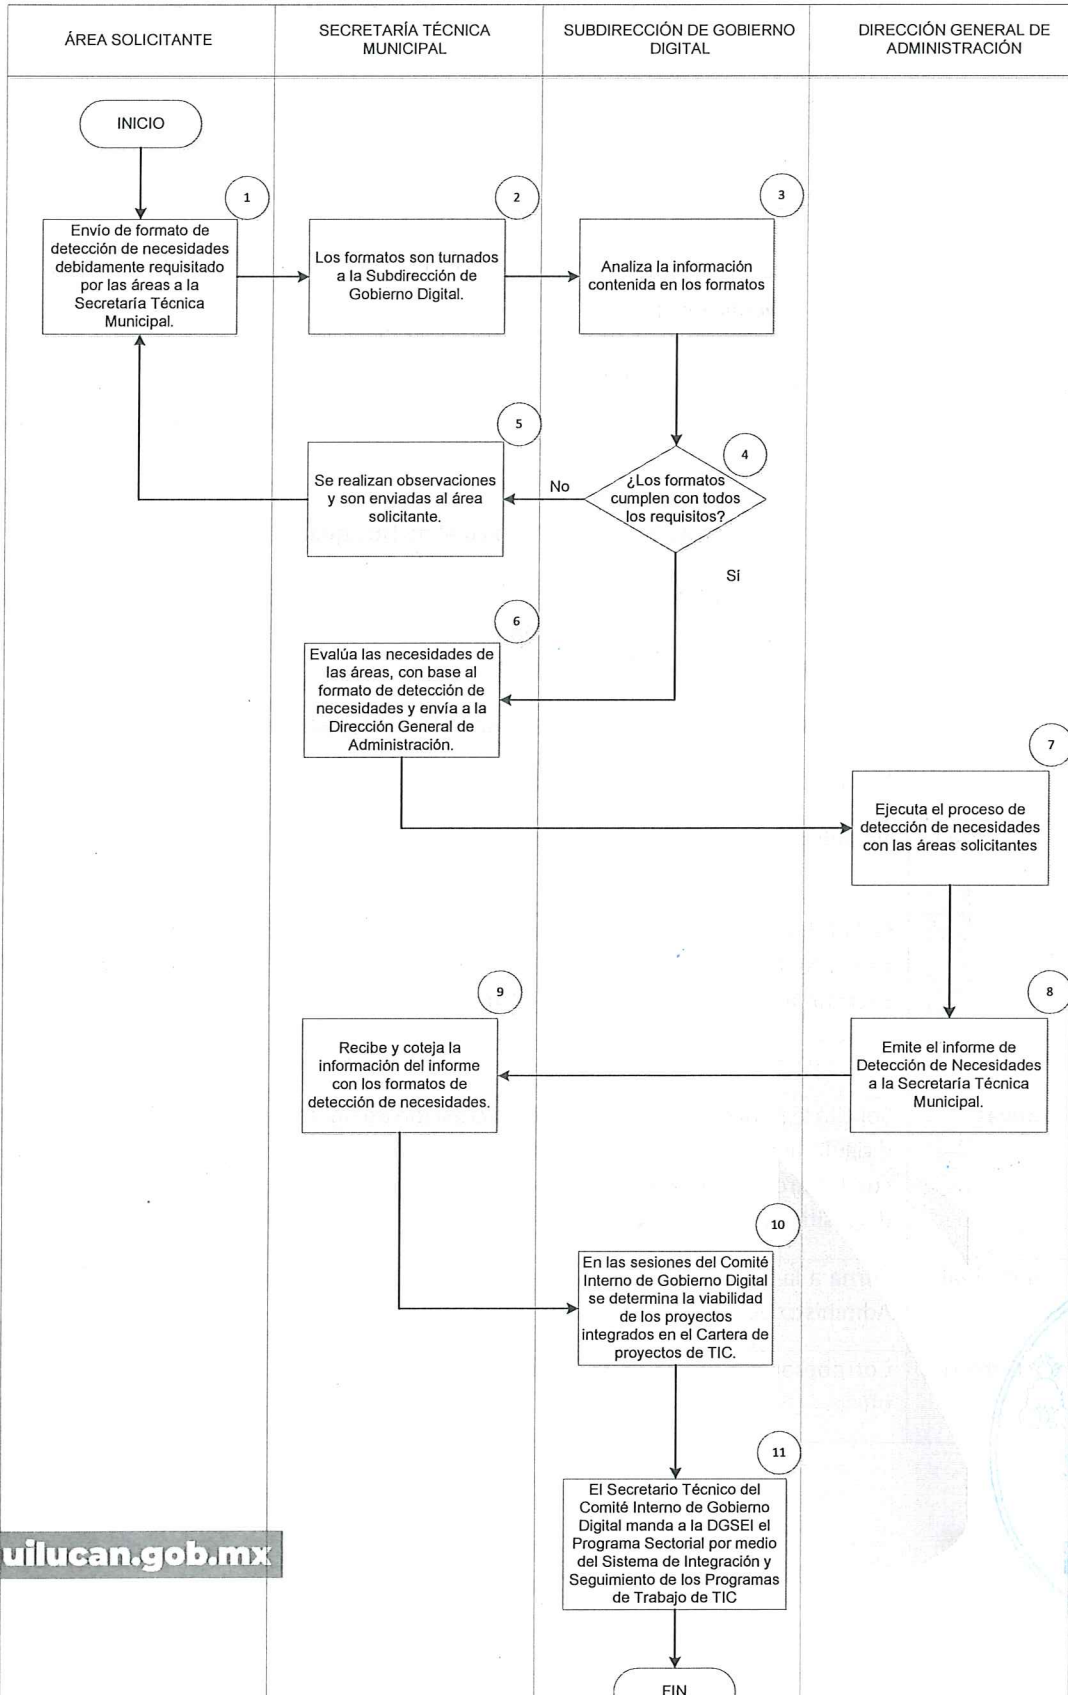 ÁREA SOLICITANTE
SECRETARÍA TÉCNICA
MUNICIPAL
SUBDIRECCIÓN DE GOBIERNO
DIGITAL
DIRECCIÓN GENERAL DE
ADMINISTRACIÓN
INICIO
1
Envío de formato de
detección de necesidades
debidamente requisitado
por las áreas a la
Secretaría Técnica
Municipal.
2
Los formatos son turnados
a la Subdirección de
Gobierno Digital.
3
Analiza la información
contenida en los formatos
4
¿Los formatos
cumplen con todos
los requisitos?
No
Sí
5
Se realizan observaciones
y son enviadas al área
solicitante.
6
Evalúa las necesidades de
las áreas, con base al
formato de detección de
necesidades y envía a la
Dirección General de
Administración.
7
Ejecuta el proceso de
detección de necesidades
con las áreas solicitantes
8
Emite el informe de
Detección de Necesidades
a la Secretaría Técnica
Municipal.
9
Recibe y coteja la
información del informe
con los formatos de
detección de necesidades.
10
En las sesiones del Comité
Interno de Gobierno Digital
se determina la viabilidad
de los proyectos
integrados en el Cartera de
proyectos de TIC.
11
El Secretario Técnico del
Comité Interno de Gobierno
Digital manda a la DGSEI el
Programa Sectorial por medio
del Sistema de Integración y
Seguimiento de los Programas
de Trabajo de TIC
FIN
uilucan.gob.mx